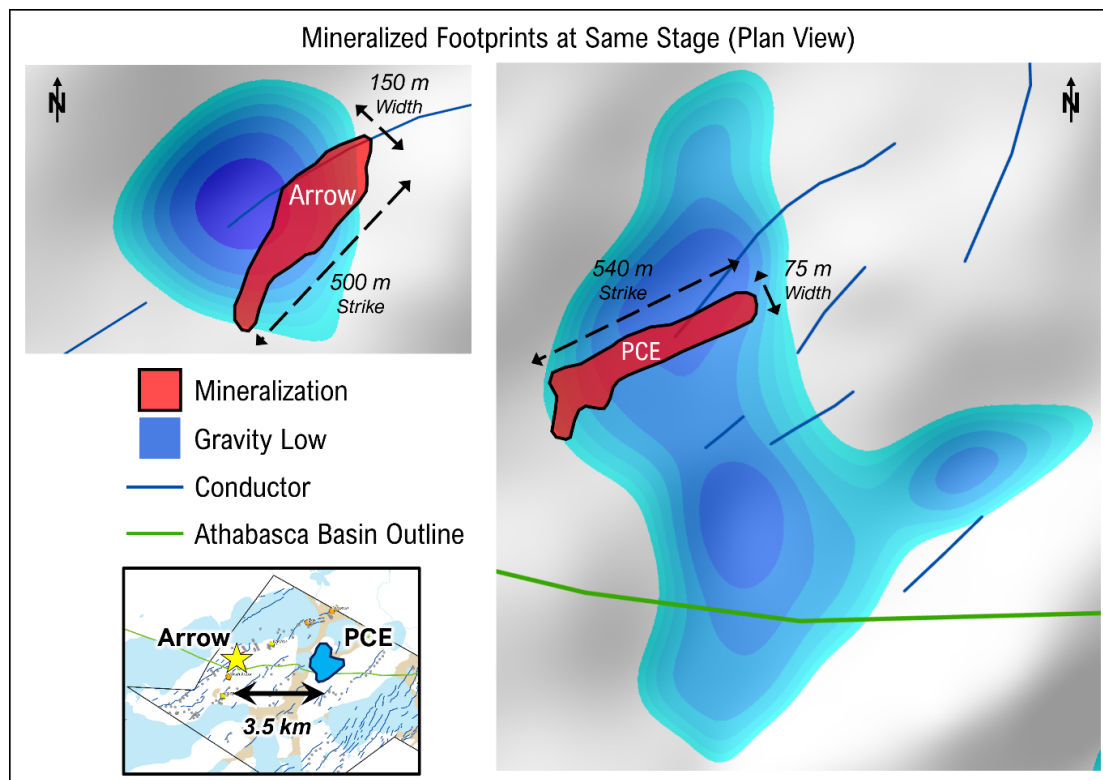 Mineralized Footprints at Same Stage (Plan View)
N
150 m
Width
Arrow
500 m
Strike
N
540 m
Strike
75 m
Width
PCE
Mineralization
Gravity Low
Conductor
Athabasca Basin Outline
Arrow
PCE
3.5 km